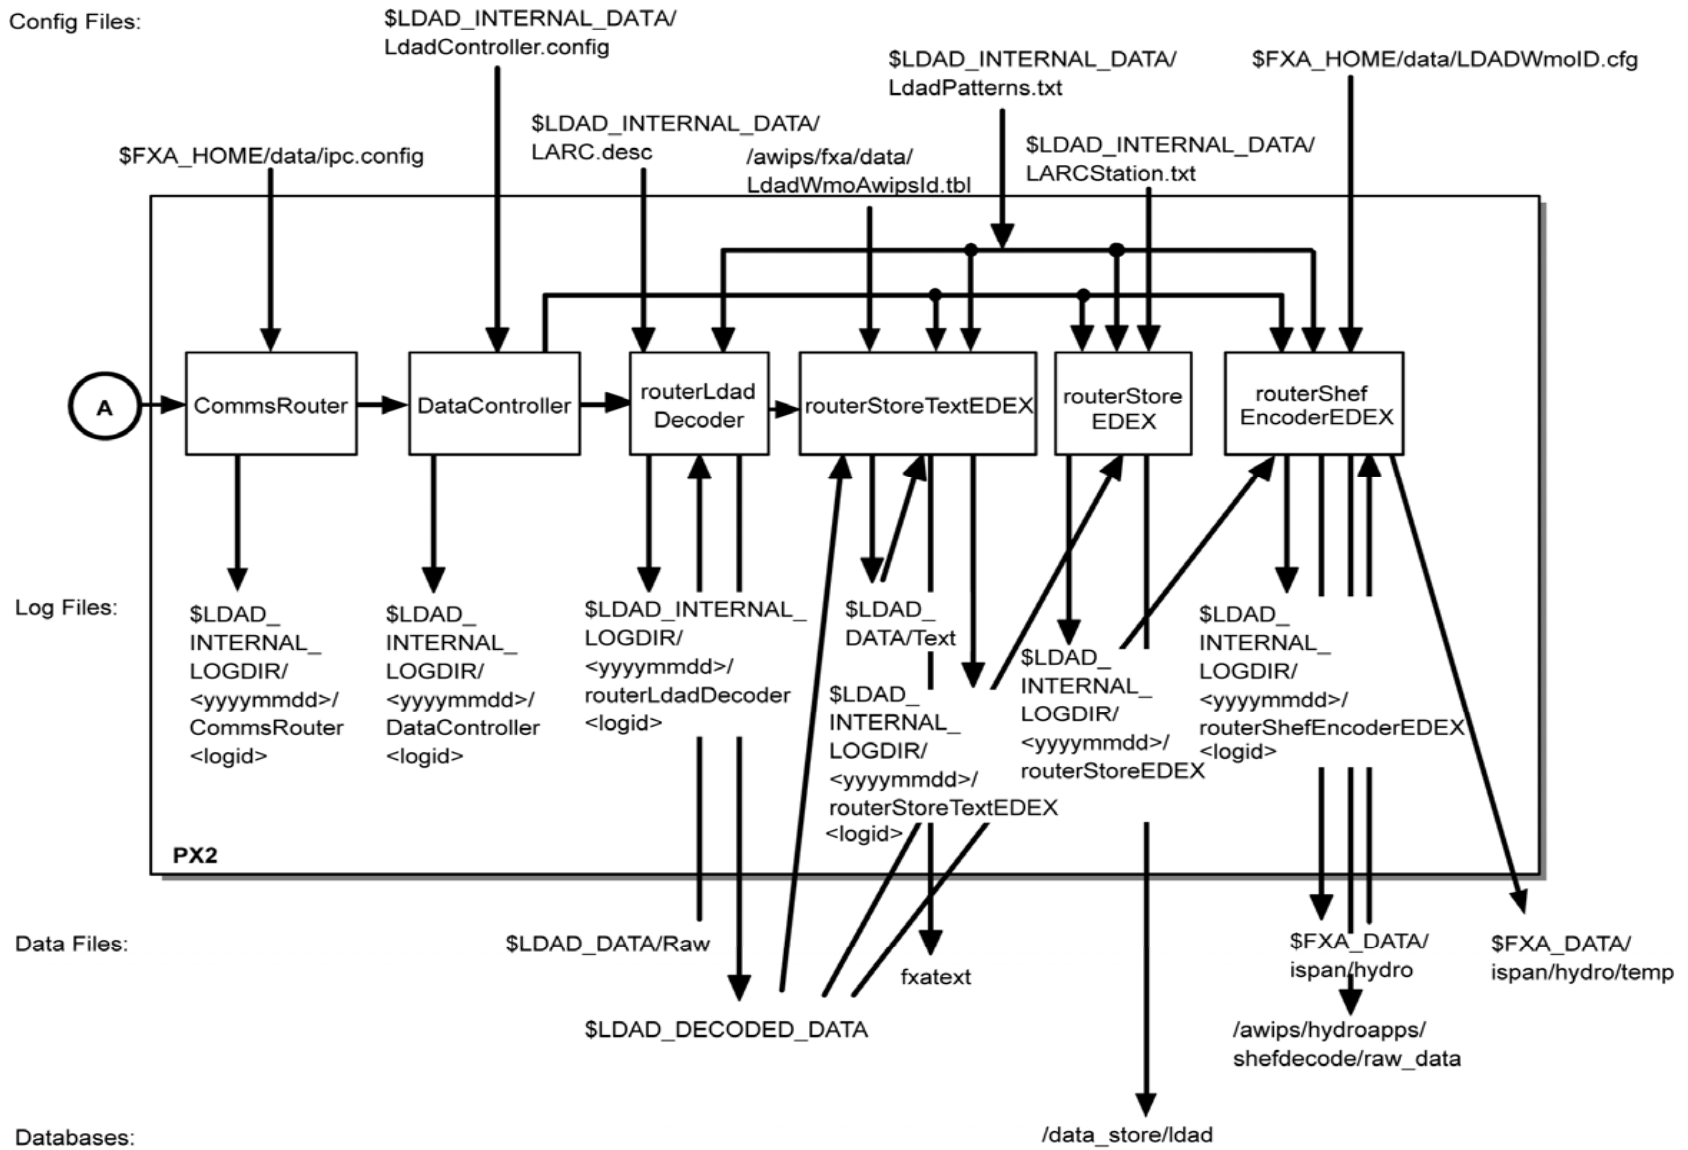 Config Files:
$LDAD_INTERNAL_DATA/
LdadController.config
$LDAD_INTERNAL_DATA/
LdadPatterns.txt
$FXA_HOME/data/LDADWmoID.cfg
$FXA_HOME/data/ipc.config
$LDAD_INTERNAL_DATA/
LARC.desc
/awips/fxa/data/
LdadWmoAwipsId.tbl
$LDAD_INTERNAL_DATA/
LARCStation.txt
A
CommsRouter
DataController
routerLdad
Decoder
routerStoreTextEDEX
routerStore
EDEX
routerShef
EncoderEDEX
Log Files:
$LDAD_
INTERNAL_
LOGDIR/
<yyyymmdd>/
CommsRouter
<logid>
$LDAD_
INTERNAL_
LOGDIR/
<yyyymmdd>/
DataController
<logid>
$LDAD_INTERNAL_
LOGDIR/
<yyyymmdd>/
routerLdadDecoder
<logid>
$LDAD_
DATA/Text
$LDAD_
INTERNAL_
LOGDIR/
<yyyymmdd>/
routerStoreTextEDEX
<logid>
$LDAD_
INTERNAL_
LOGDIR/
<yyyymmdd>/
routerStoreEDEX
$LDAD_
INTERNAL_
LOGDIR/
<yyyymmdd>/
routerShefEncoderEDEX
<logid>
PX2
Data Files:
$LDAD_DATA/Raw
$LDAD_DECODED_DATA
fxatext
$FXA_DATA/
ispan/hydro
$FXA_DATA/
ispan/hydro/temp
/awips/hydroapps/
shefdecode/raw_data
Databases:
/data_store/ldad